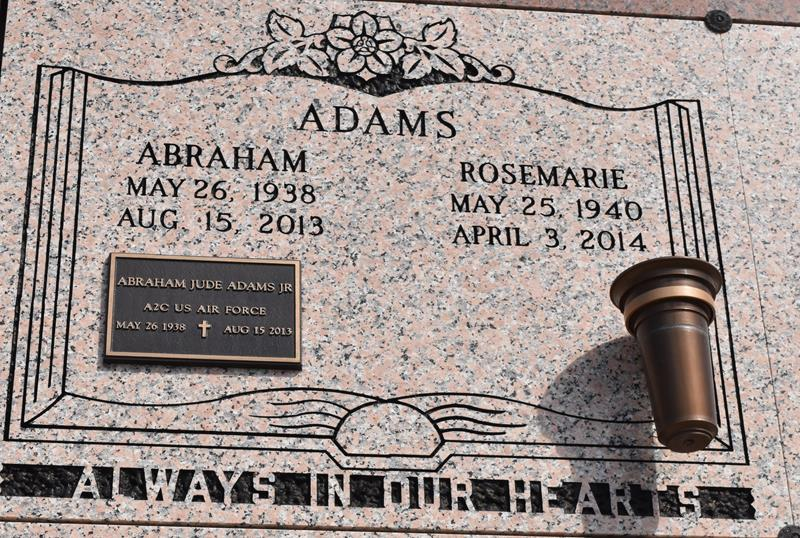 ADAMS
ABRAHAM
MAY 26, 1938
AUG. 15, 2013
ROSEMARIE
MAY 25, 1940
APRIL 3, 2014
ABRAHAM JUDE ADAMS JR
A2C US AIR FORCE
MAY 26 1938 AUG 15 2013
ALWAYS IN OUR HEARTS